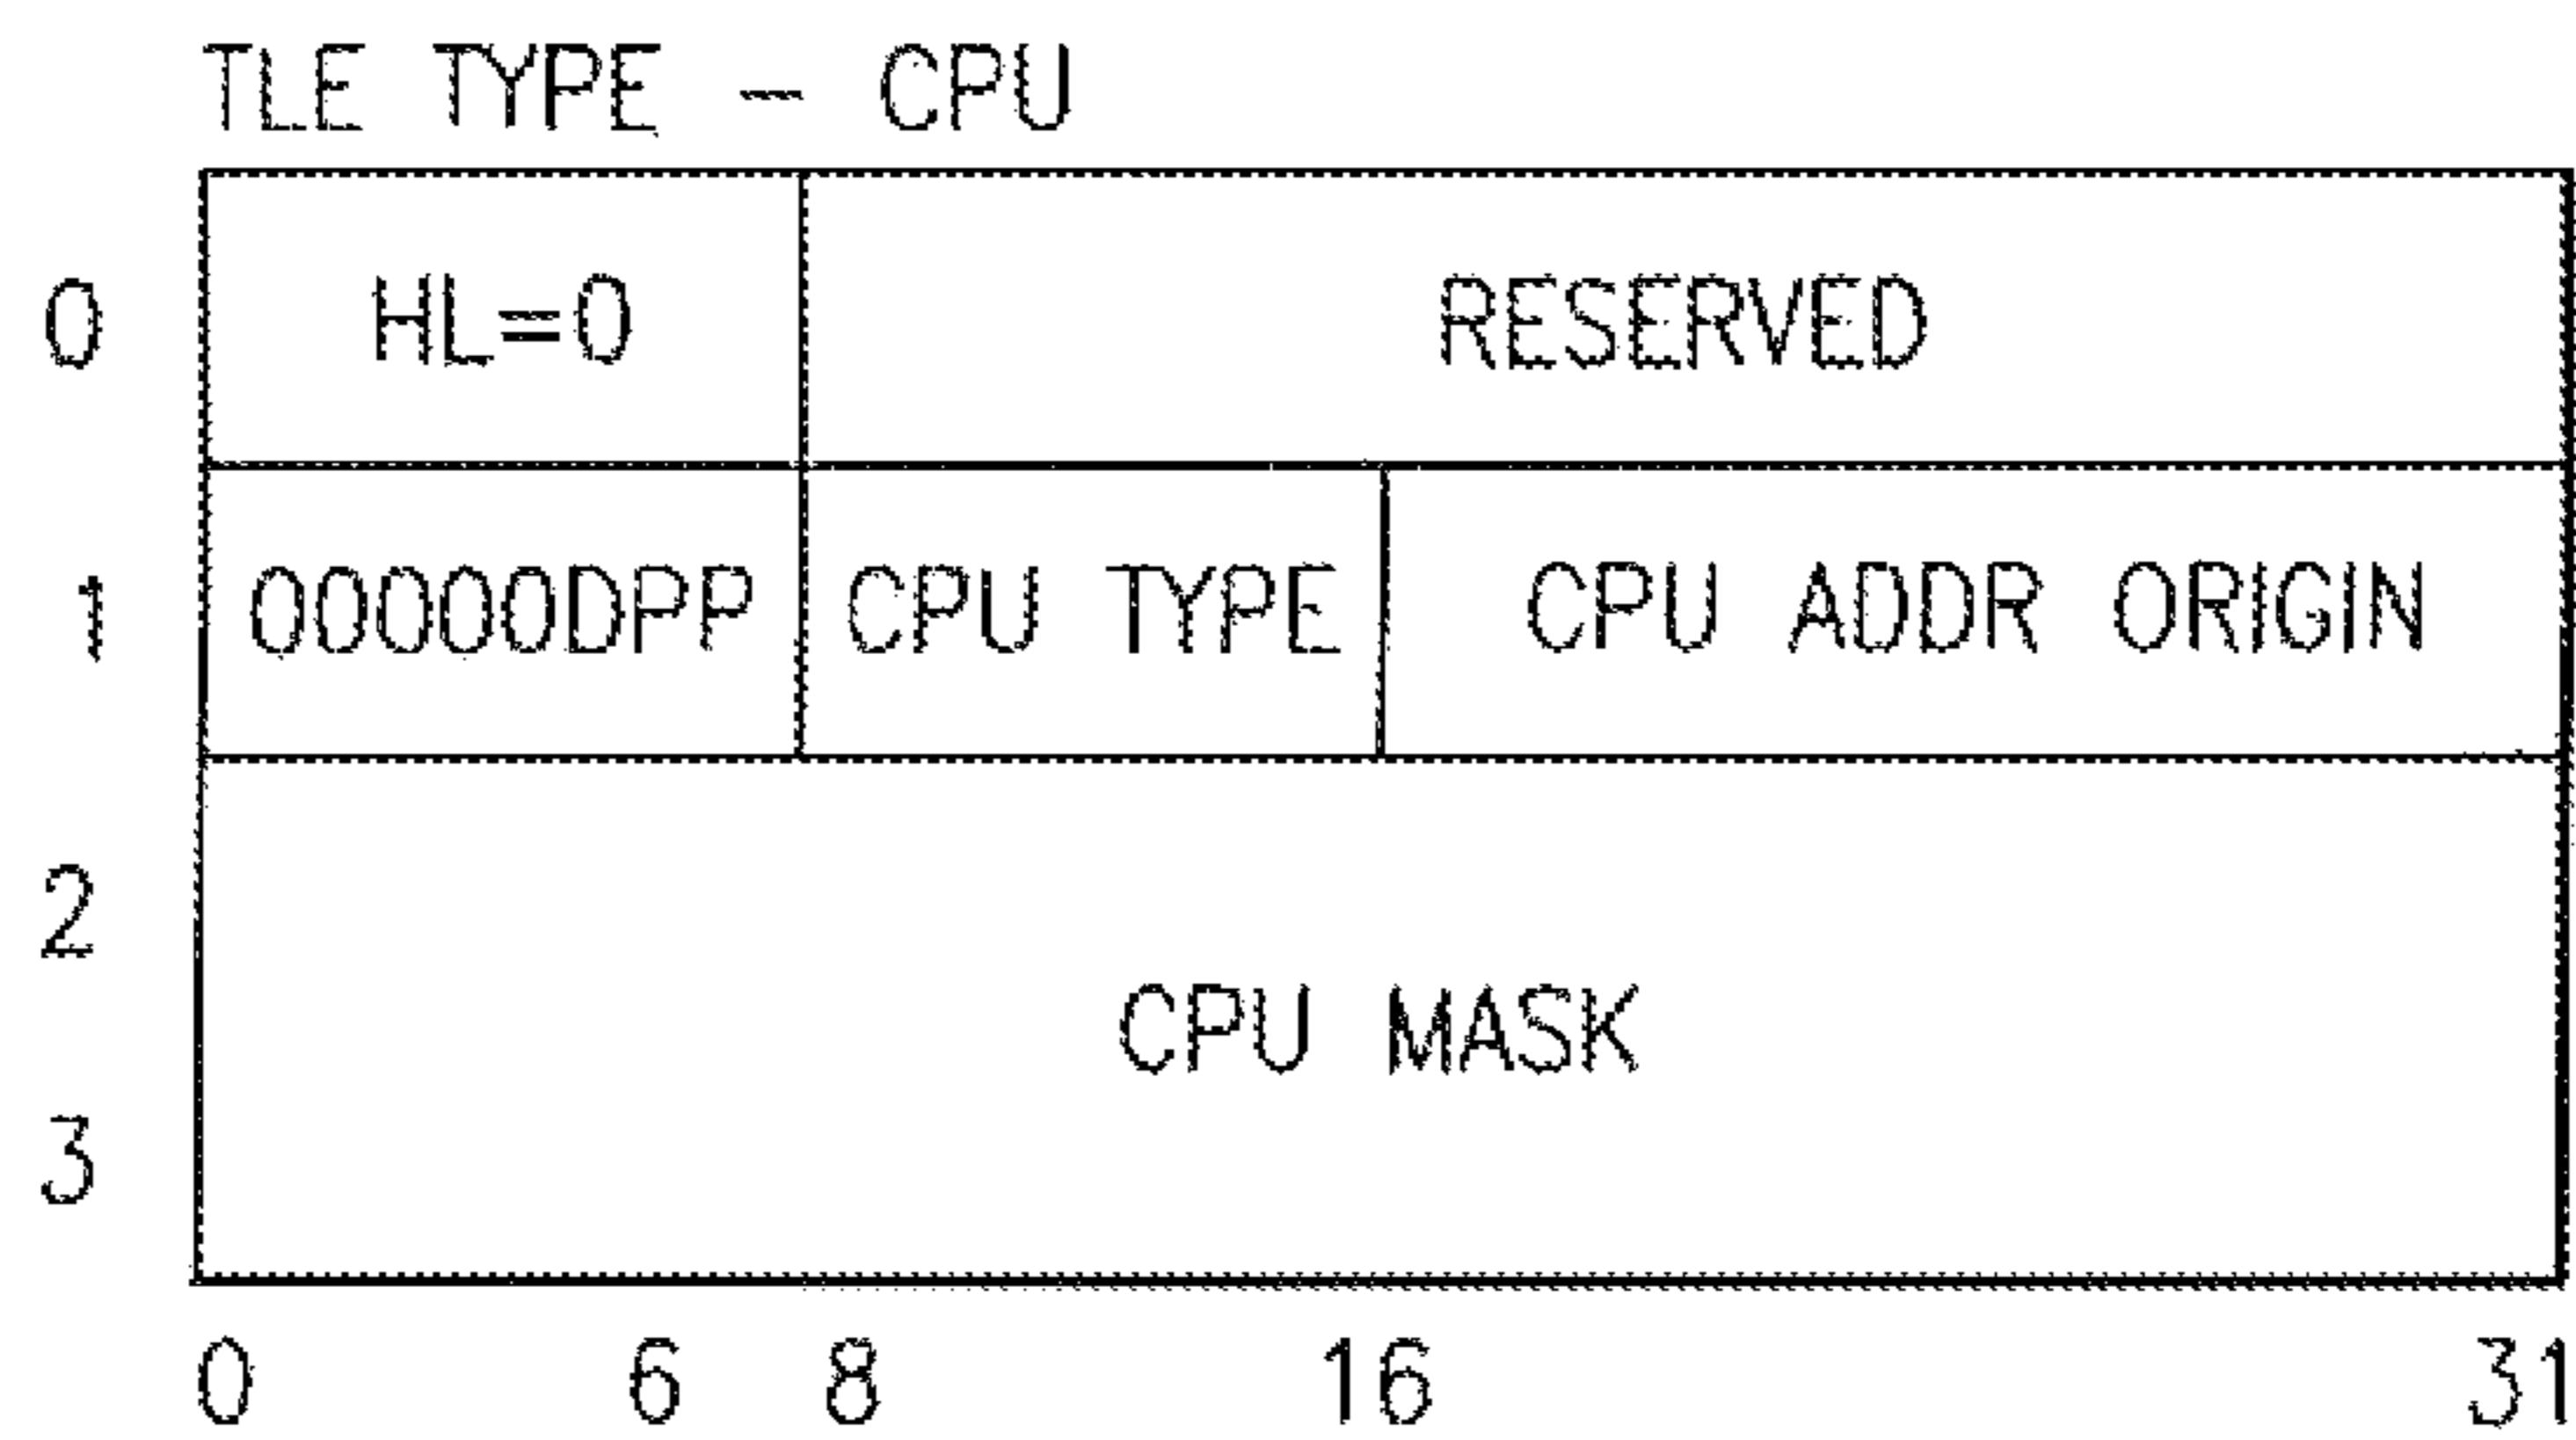 TLE TYPE - CPU
0 HL=0 RESERVED
1 00000DPP CPU TYPE CPU ADDR ORIGIN
2
CPU MASK
3
0 6 8 16 31